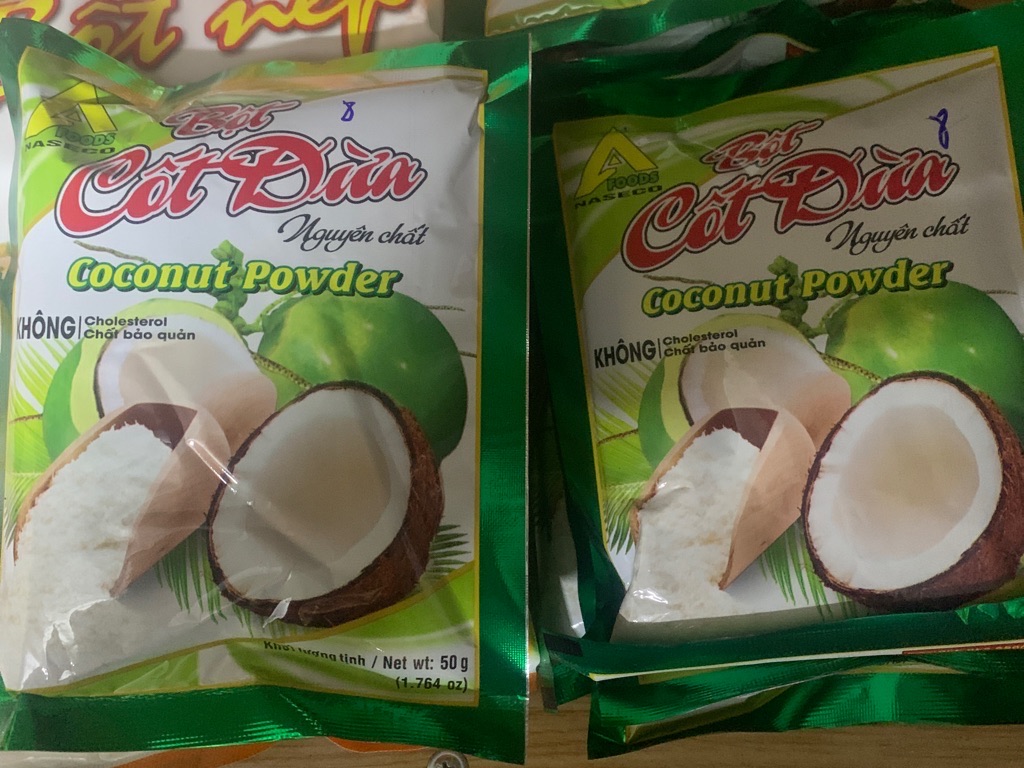 Bột nếp
A
FOODS
NASECO
Bột
8
Cốt Dừa
Nguyên chất
Coconut Powder
KHÔNG
Cholesterol
Chất bảo quản
Khối lượng tịnh / Net wt: 50 g
(1.764 oz)
A
FOODS
NASECO
Bột
8
Cốt Dừa
Nguyên chất
Coconut Powder
KHÔNG
Cholesterol
Chất bảo quản